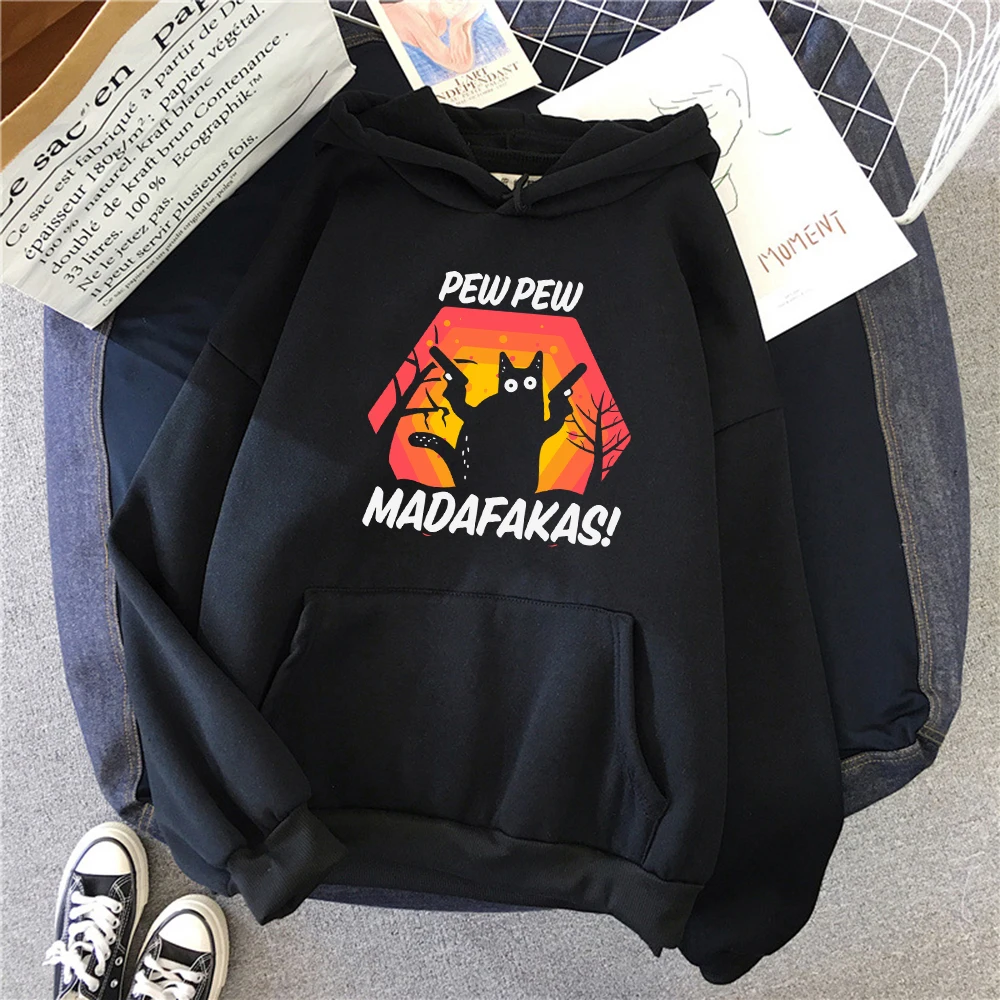 Le sac en pap
Ce sac est fabriqué à partir de
épaisseur 180g/m²; papier végétal.
100 % naturel. kraft blanc
doublé de kraft brun Contenance
33 litres. 100 % Ecographik™
Ne le jetez pas.
il peut servir plusieurs fois.
L'ART
INDÉPENDANT
MOMENT
PEW PEW
MADAFAKAS!